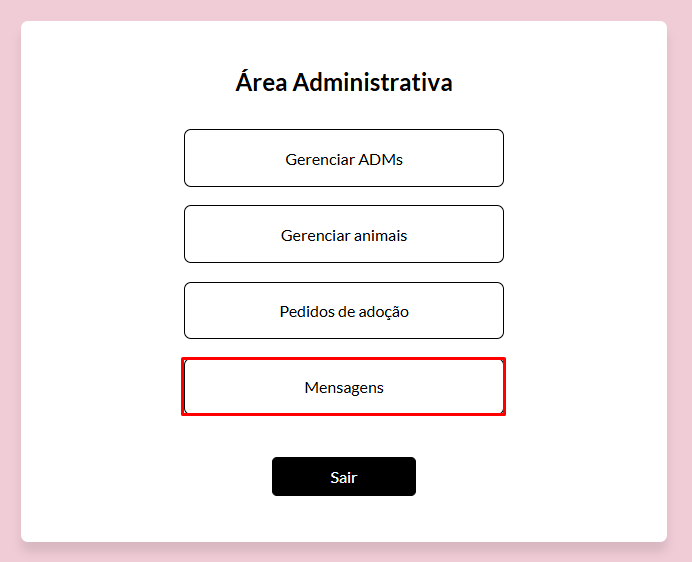 Área Administrativa
Gerenciar ADMs
Gerenciar animais
Pedidos de adoção
Mensagens
Sair